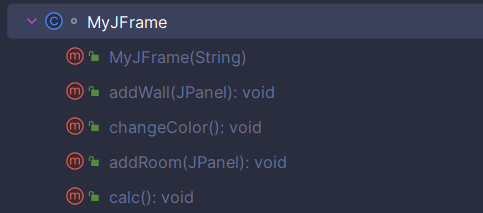 MyJFrame
MyJFrame(String)
addWall(JPanel): void
changeColor(): void
addRoom(JPanel): void
calc(): void